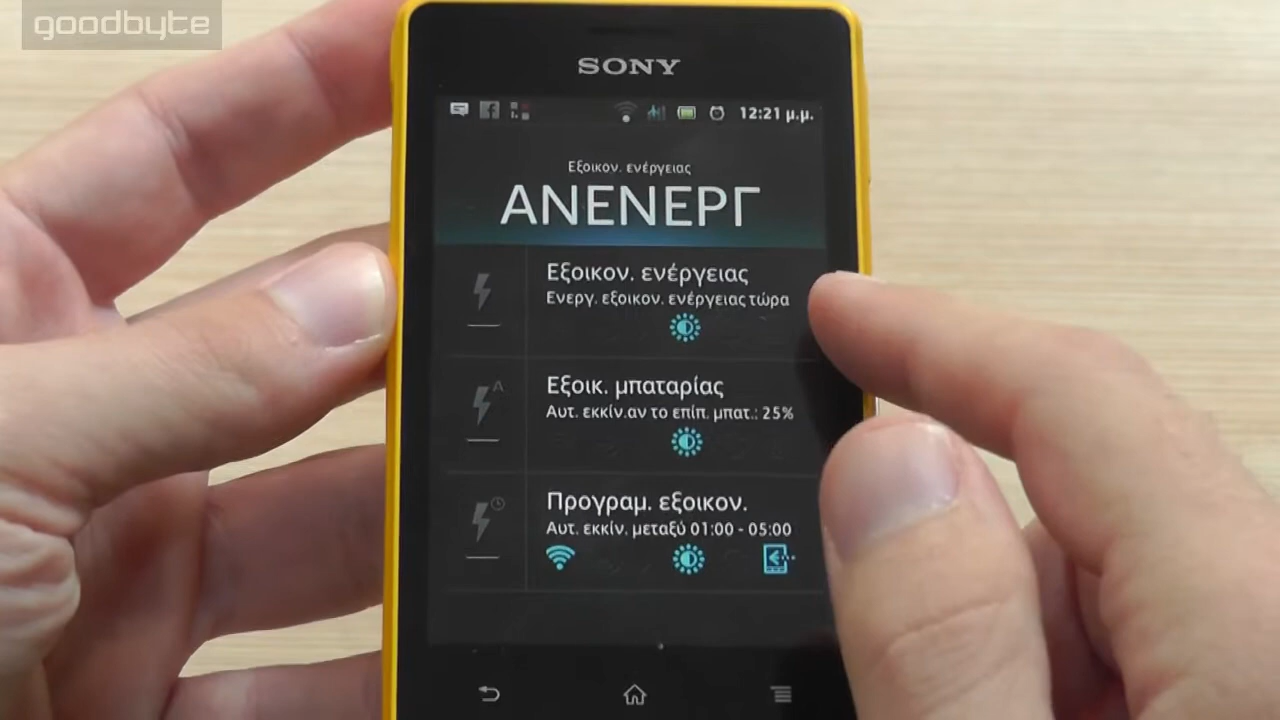 goodbyte
SONY
12:21 μ.μ.
Εξοικον. ενέργειας
ΑΝΕΝΕΡΓ
Εξοικον. ενέργειας
Ενεργ. εξοικον. ενέργειας τώρα
Εξοικ. μπαταρίας
Αυτ. εκκίν.αν το επίπ. μπατ.: 25%
Προγραμ. εξοικον.
Αυτ. εκκίν. μεταξύ 01:00 - 05:00